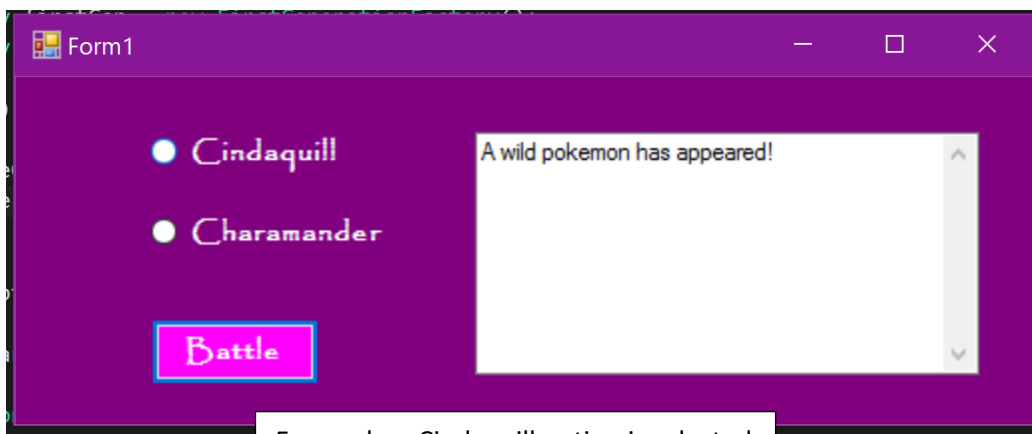 Form1
Cindaquill
A wild pokemon has appeared!
Charamander
Battle